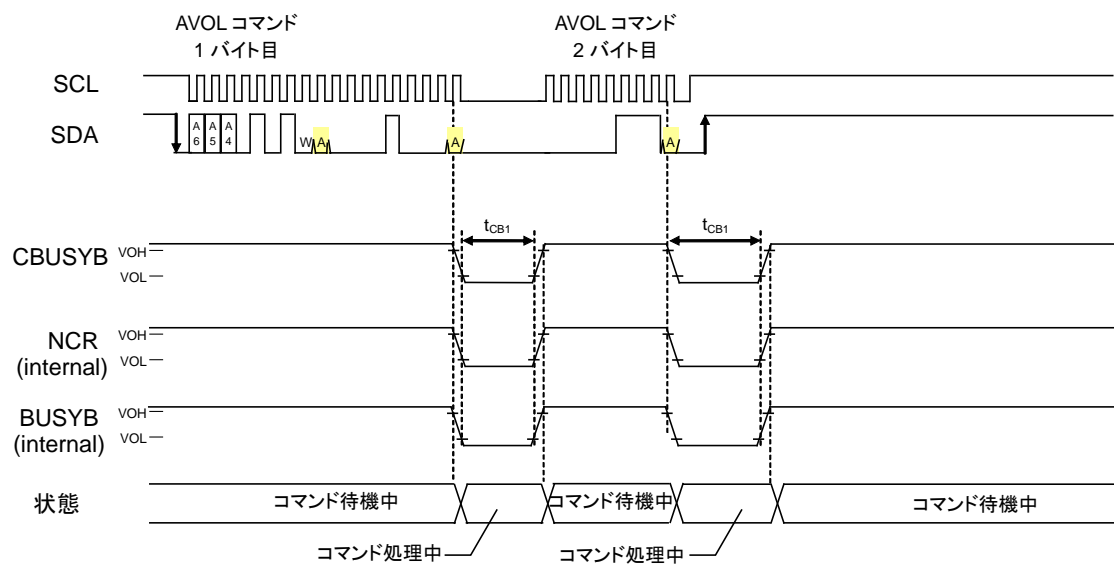 AVOL コマンド
1 バイト目
AVOL コマンド
2 バイト目
SCL
SDA
A6
A5
A4
W
A
A
A
tCB1
tCB1
CBUSYB
VOH
VOL
NCR
(internal)
VOH
VOL
BUSYB
(internal)
VOH
VOL
状態
コマンド待機中
コマンド待機中
コマンド待機中
コマンド処理中
コマンド処理中